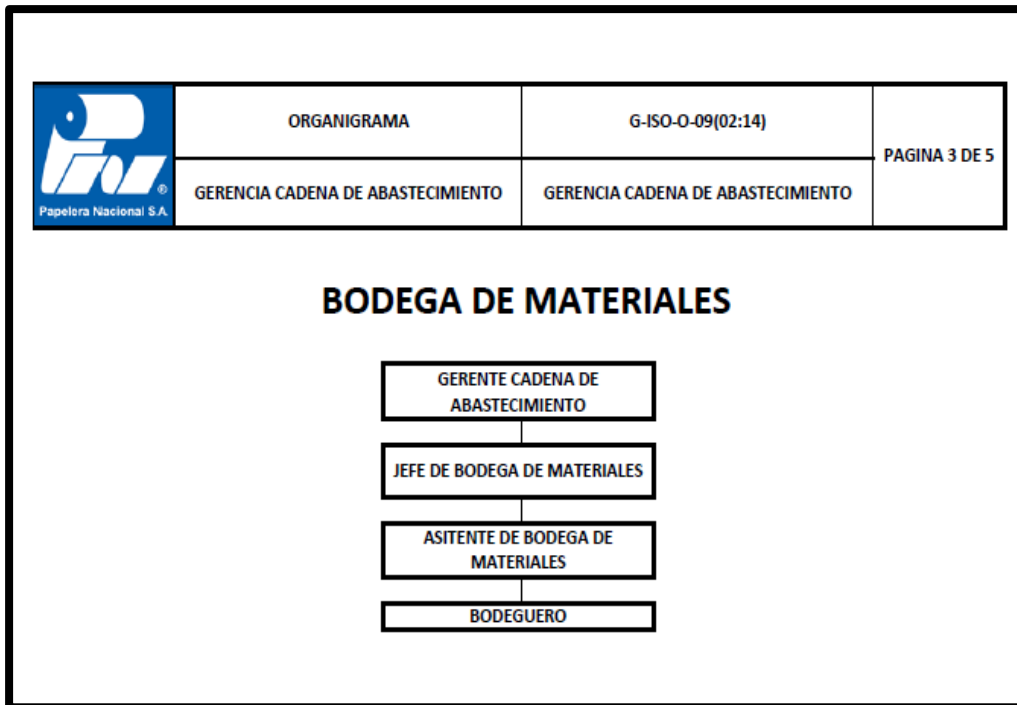 ORGANIGRAMA
G-ISO-O-09(02:14)
PAGINA 3 DE 5
GERENCIA CADENA DE ABASTECIMIENTO
GERENCIA CADENA DE ABASTECIMIENTO
®
Papelera Nacional S.A.
BODEGA DE MATERIALES
GERENTE CADENA DE
ABASTECIMIENTO
JEFE DE BODEGA DE MATERIALES
ASITENTE DE BODEGA DE
MATERIALES
BODEGUERO